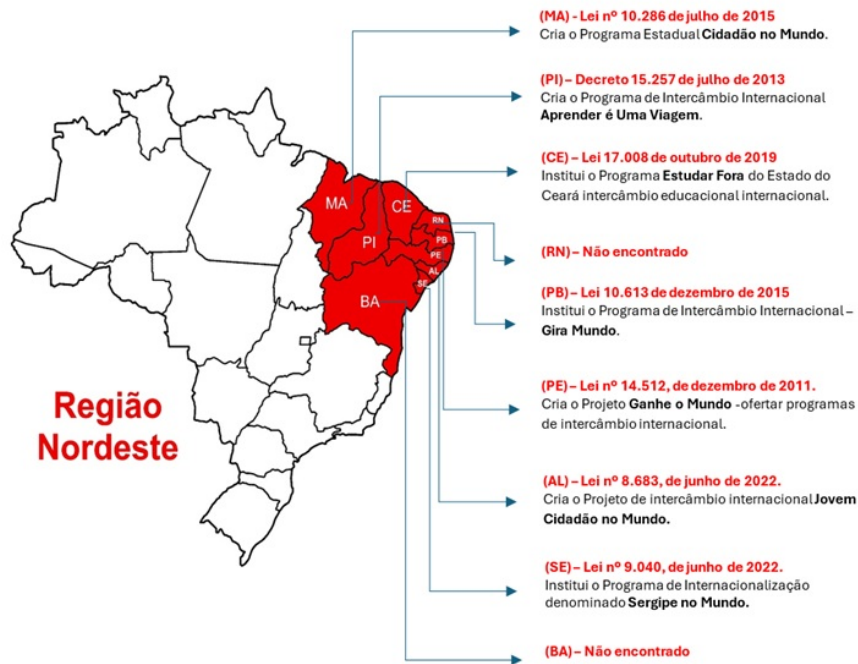 (MA) - Lei nº 10.286 de julho de 2015
Cria o Programa Estadual Cidadão no Mundo.
(PI) – Decreto 15.257 de julho de 2013
Cria o Programa de Intercâmbio Internacional
Aprender é Uma Viagem.
(CE) – Lei 17.008 de outubro de 2019
Institui o Programa Estudar Fora do Estado do
Ceará intercâmbio educacional internacional.
(RN) – Não encontrado
(PB) – Lei 10.613 de dezembro de 2015
Institui o Programa de Intercâmbio Internacional –
Gira Mundo.
(PE) – Lei nº 14.512, de dezembro de 2011.
Cria o Projeto Ganhe o Mundo -ofertar programas
de intercâmbio internacional.
(AL) – Lei nº 8.683, de junho de 2022.
Cria o Projeto de intercâmbio internacional Jovem
Cidadão no Mundo.
(SE) – Lei nº 9.040, de junho de 2022.
Institui o Programa de Internacionalização
denominado Sergipe no Mundo.
(BA) – Não encontrado
MA
CE
RN
PI
PB
PE
AL
SE
BA
Região
Nordeste